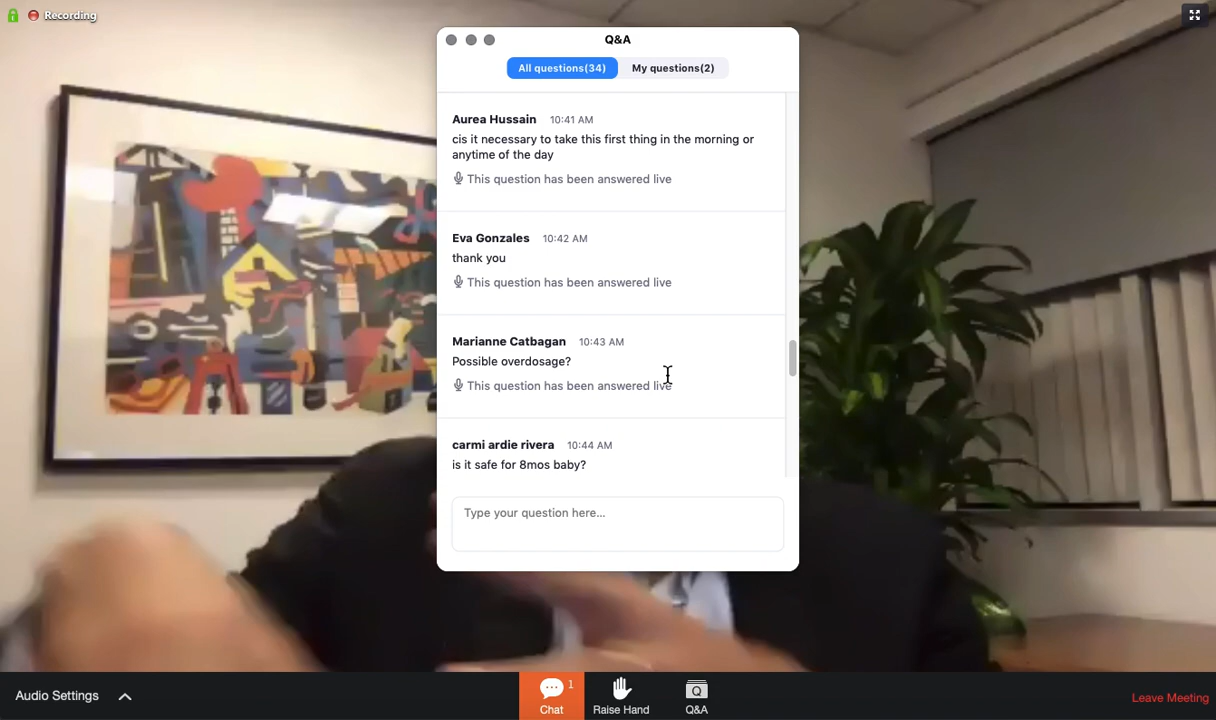 Recording
Q&A
All questions(34) My questions(2)
Aurea Hussain 10:41 AM
cis it necessary to take this first thing in the morning or
anytime of the day
This question has been answered live
Eva Gonzales 10:42 AM
thank you
This question has been answered live
Marianne Catbagan 10:43 AM
Possible overdosage?
This question has been answered live
carmi ardie rivera 10:44 AM
is it safe for 8mos baby?
Type your question here...
Audio Settings
1
Chat
Raise Hand
Q
Q&A
Leave Meeting